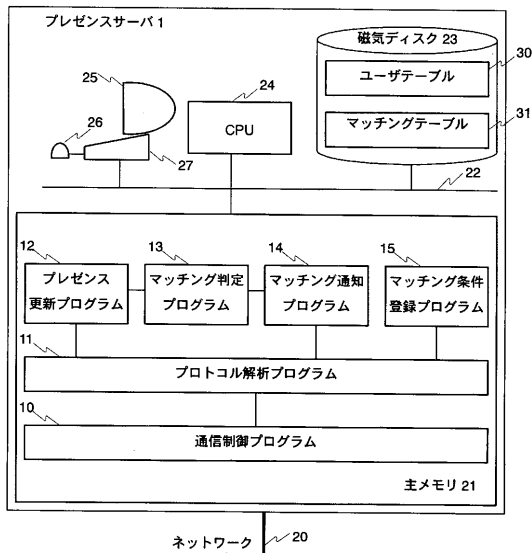 プレゼンスサーバ 1
磁気ディスク 23
30
ユーザテーブル
31
マッチングテーブル
25
26
27
24
CPU
22
12
プレゼンス
更新プログラム
13
マッチング判定
プログラム
14
マッチング通知
プログラム
15
マッチング条件
登録プログラム
11
プロトコル解析プログラム
10
通信制御プログラム
主メモリ 21
ネットワーク
20